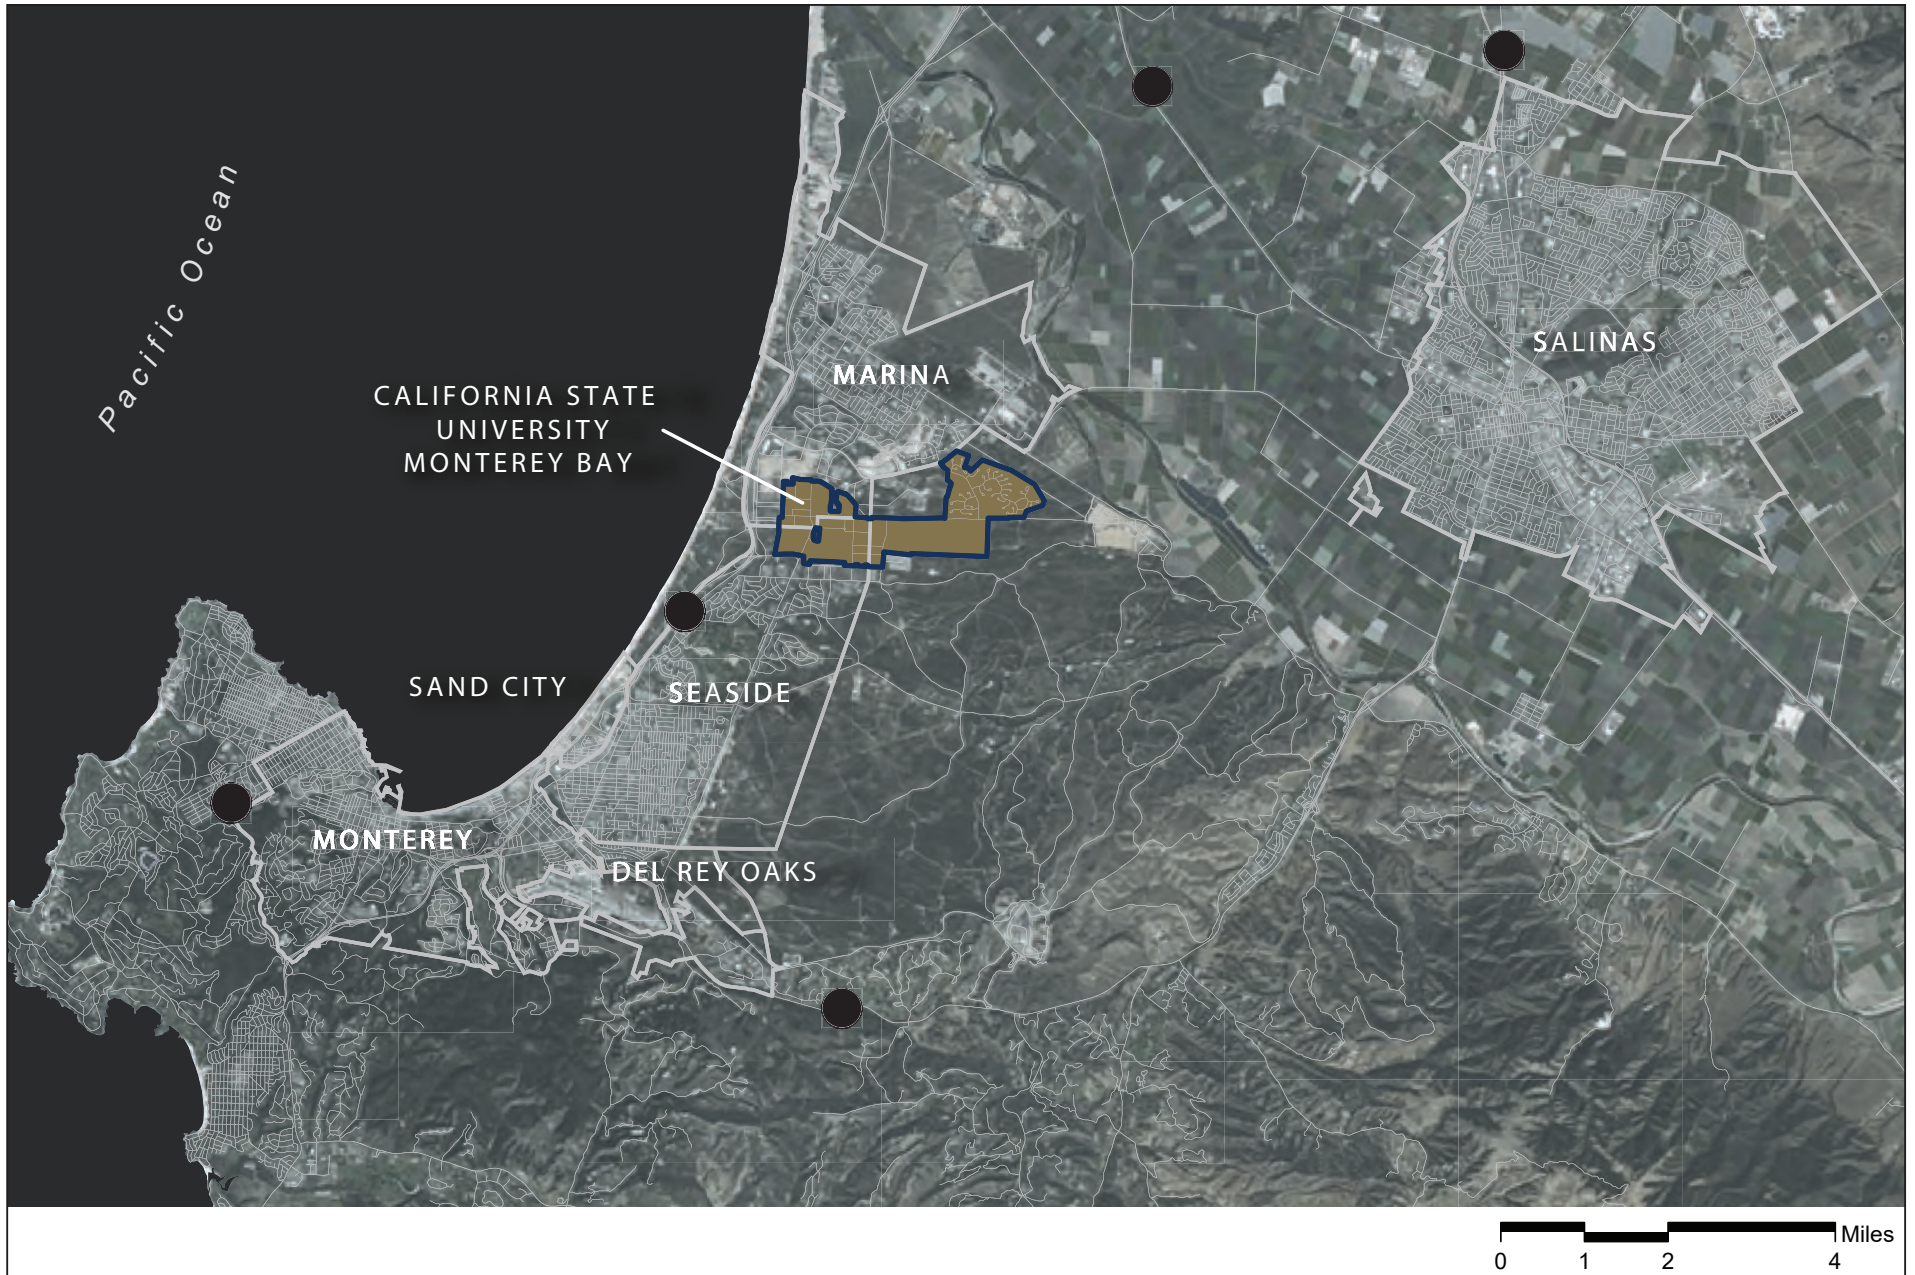 Pacific Ocean
CALIFORNIA STATE
UNIVERSITY
MONTEREY BAY
MARINA
SALINAS
SAND CITY
SEASIDE
MONTEREY
DEL REY OAKS
Miles
0 1 2 4